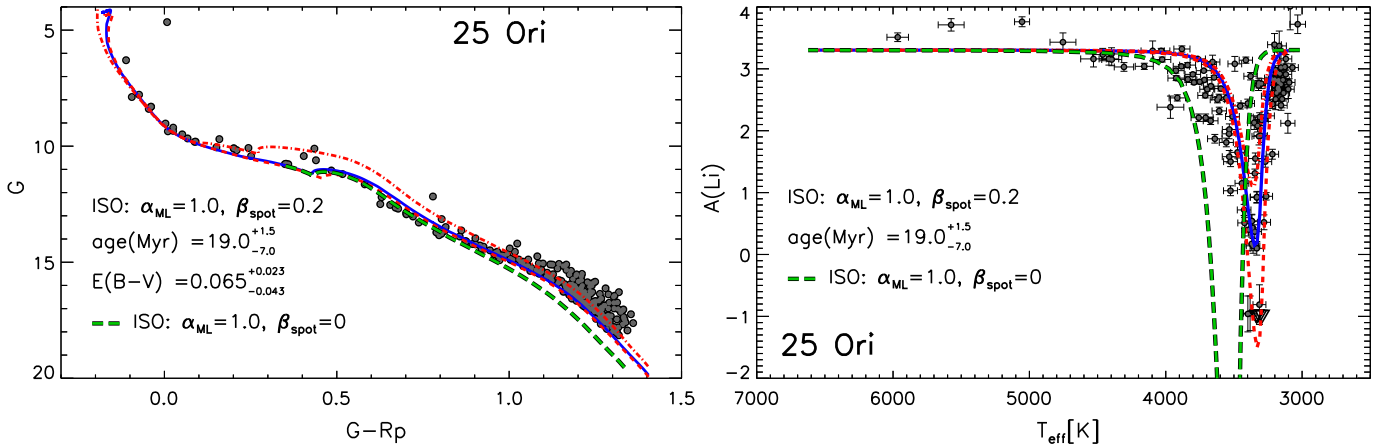 25 Ori
5
10
15
20
G
ISO: α_ML=1.0, β_spot=0.2
age(Myr) =19.0 +1.5 −7.0
E(B−V) =0.065 +0.023 −0.043
ISO: α_ML=1.0, β_spot=0
0.0 0.5 1.0 1.5
G−Rp
4
3
2
1
0
−1
−2
A(Li)
ISO: α_ML=1.0, β_spot=0.2
age(Myr) =19.0 +1.5 −7.0
ISO: α_ML=1.0, β_spot=0
25 Ori
7000 6000 5000 4000 3000
T_eff[K]